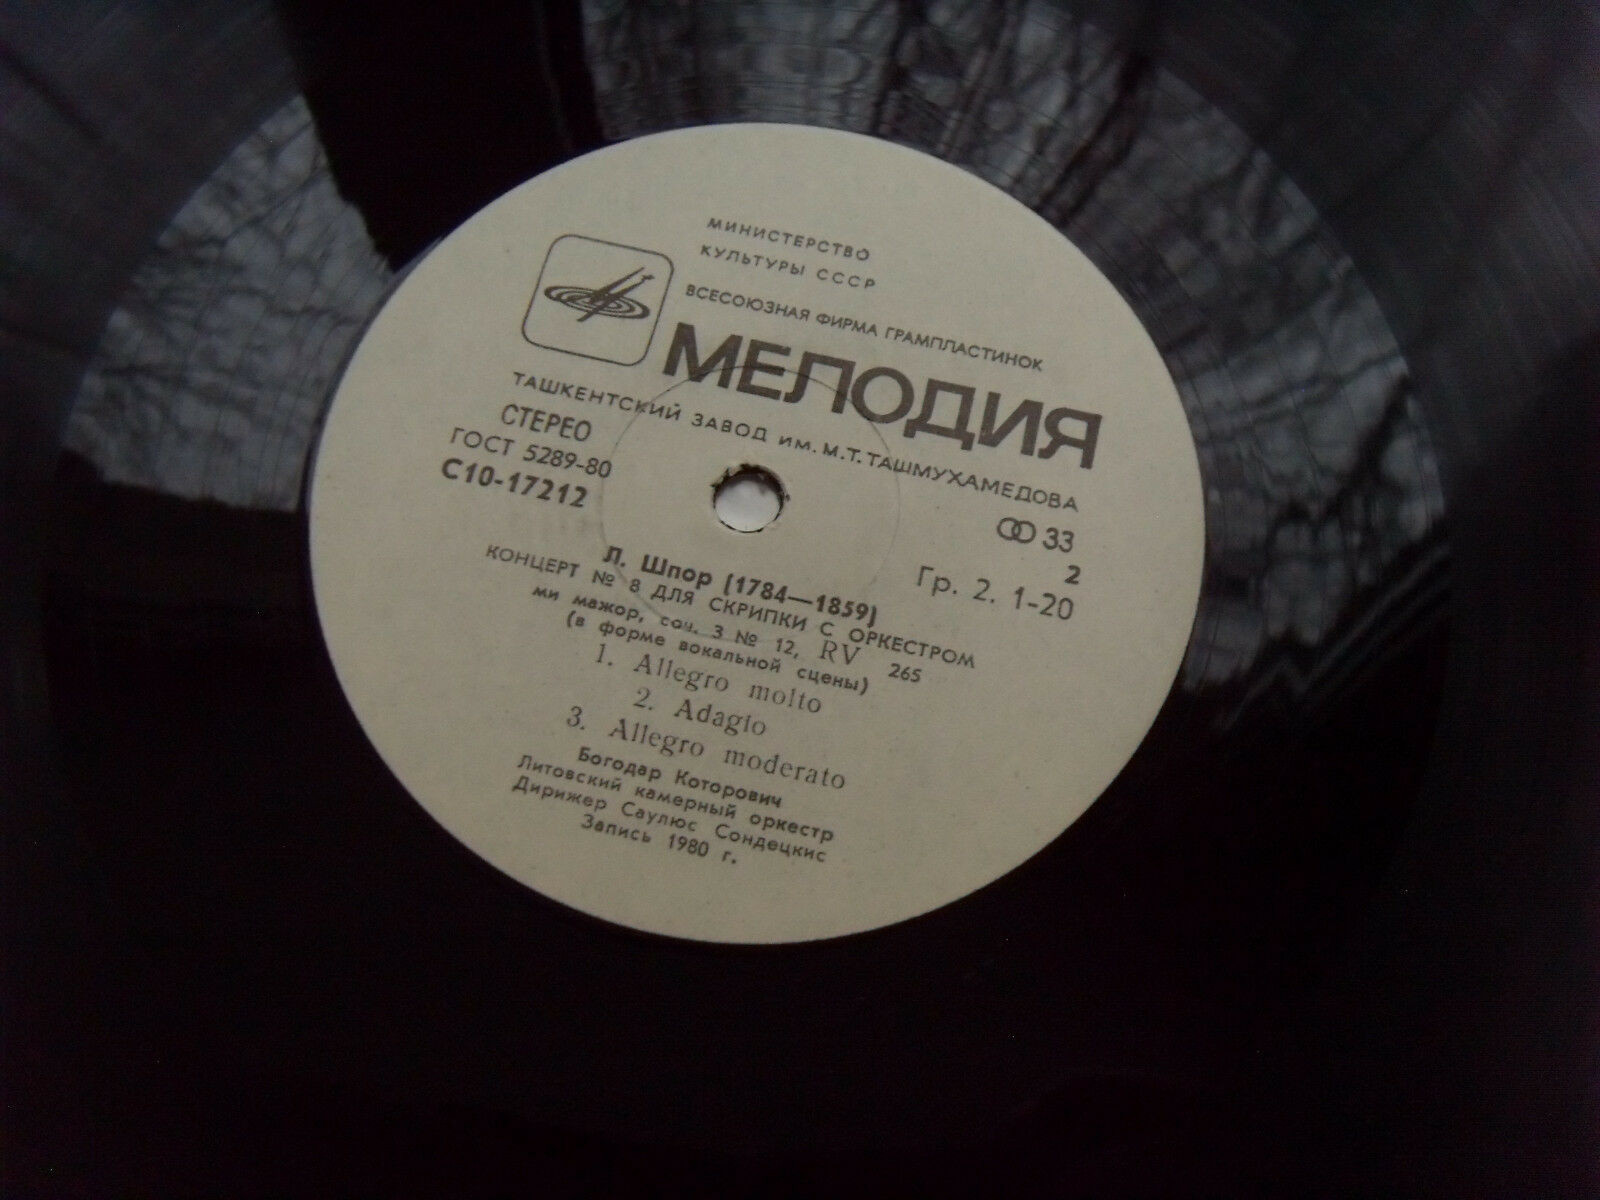 МИНИСТЕРСТВО
КУЛЬТУРЫ СССР
ВСЕСОЮЗНАЯ ФИРМА ГРАМПЛАСТИНОК
МЕЛОДИЯ
ТАШКЕНТСКИЙ ЗАВОД ИМ. М.Т. ТАШМУХАМЕДОВА
СТЕРЕО
ГОСТ 5289-80
С10-17212
33
2
Гр. 2. 1-20
Л. Шпор (1784—1859)
КОНЦЕРТ № 8 ДЛЯ СКРИПКИ С ОРКЕСТРОМ
ми мажор, соч. 3 № 12, RV 265
(в форме вокальной сцены)
1. Allegro molto
2. Adagio
3. Allegro moderato
Богодар Которович
Литовский камерный оркестр
Дирижер Саулюс Сондецкис
Запись 1980 г.